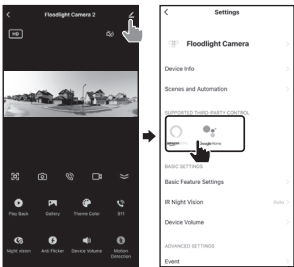 Floodlight Camera 2
HD
Play Back
Gallery
Theme Color
911
Night vision
Anti Flicker
Device Volume
Motion Detection
Settings
Floodlight Camera
Device Info
Scenes and Automation
SUPPORTED THIRD-PARTY CONTROL
Google Home
BASIC SETTINGS
Basic Feature Settings
IR Night Vision
Auto
Device Volume
ADVANCED SETTINGS
Event